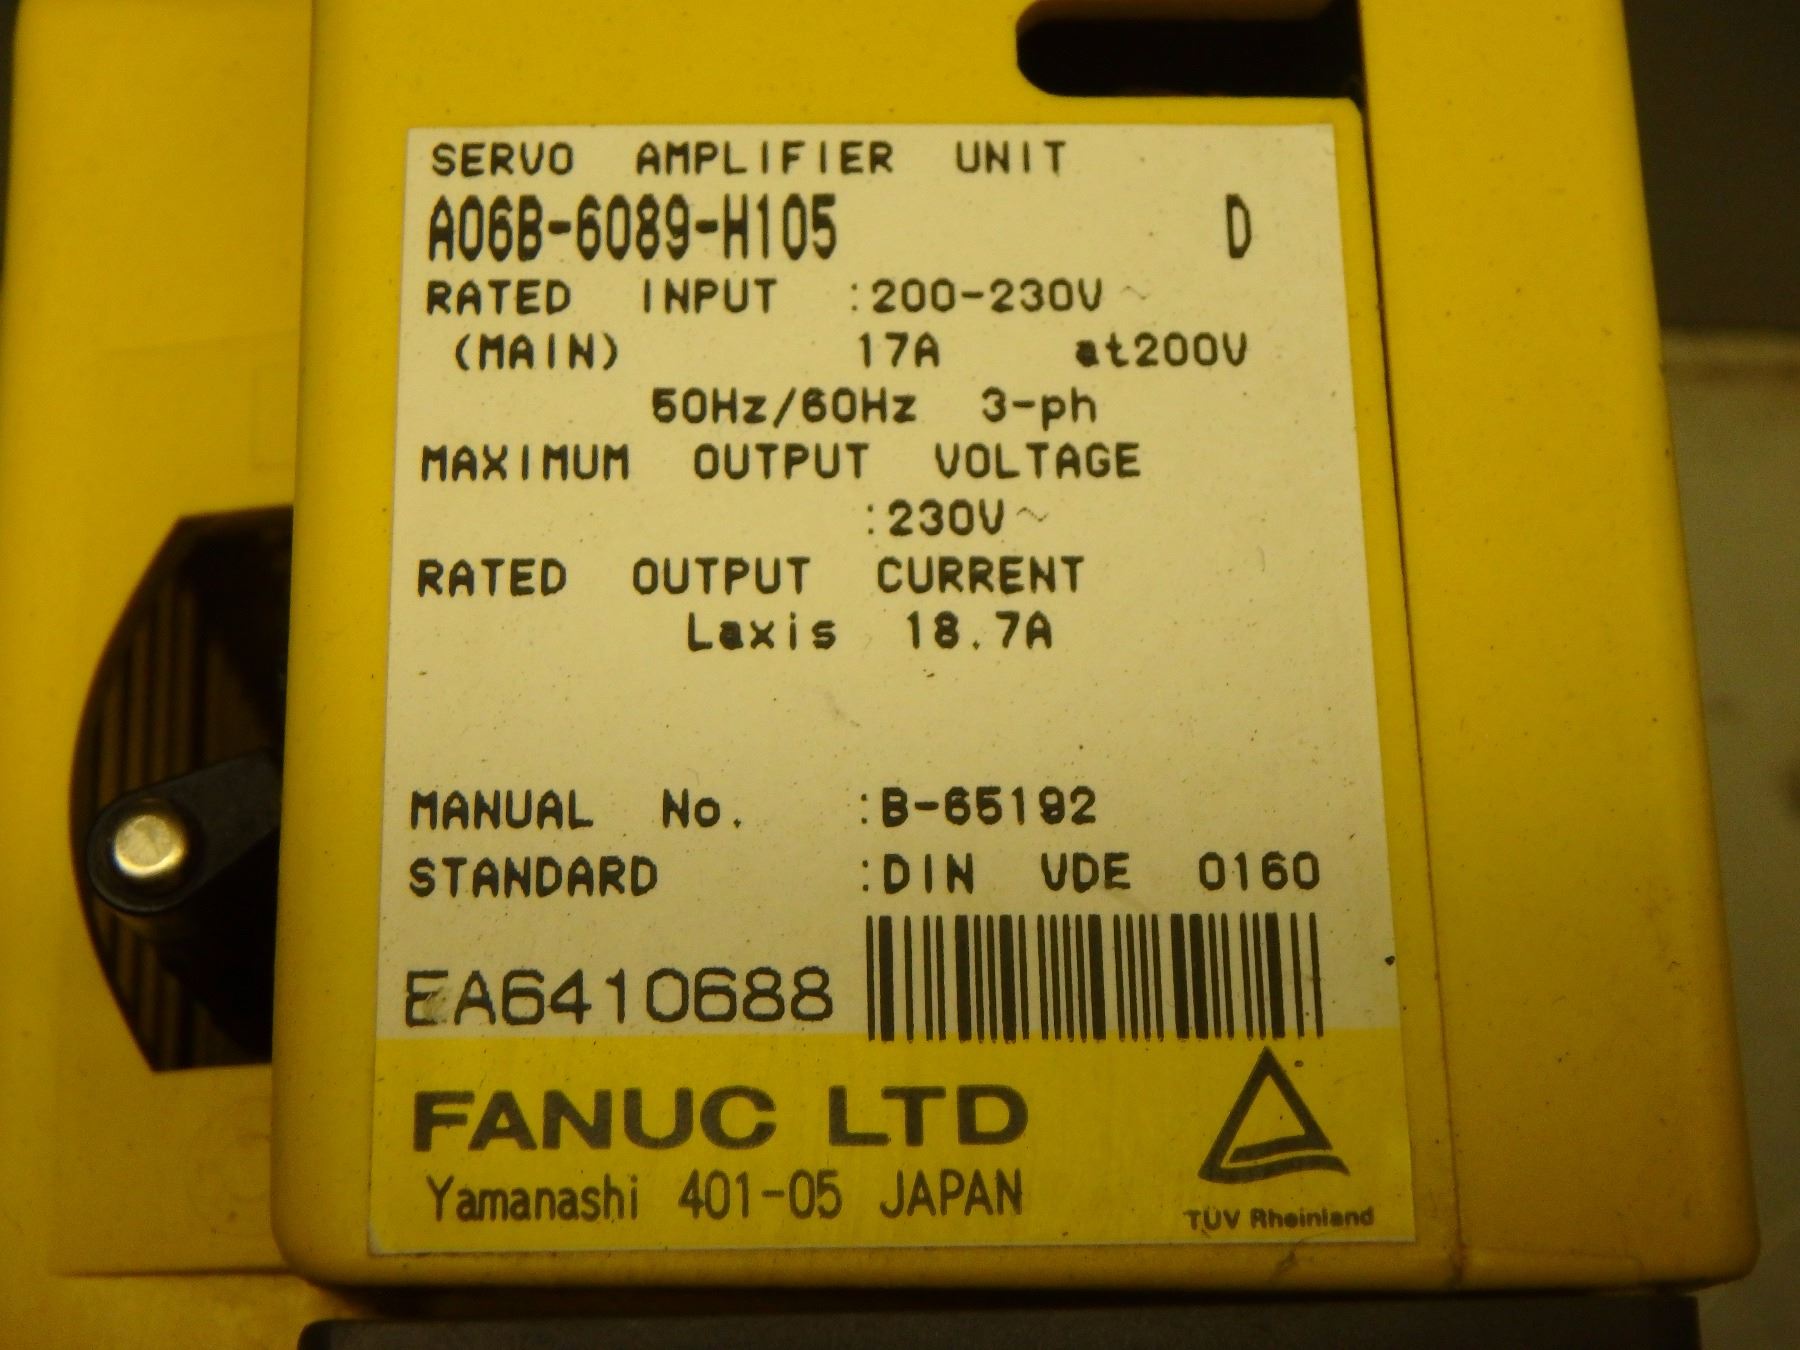 SERVO AMPLIFIER UNIT
A06B-6089-H105 D
RATED INPUT :200-230V~
(MAIN) 17A at200V
50Hz/60Hz 3-ph
MAXIMUM OUTPUT VOLTAGE
:230V~
RATED OUTPUT CURRENT
Laxis 18.7A
MANUAL No. :B-65192
STANDARD :DIN VDE 0160
EA6410688
FANUC LTD
Yamanashi 401-05 JAPAN
TÜV Rheinland